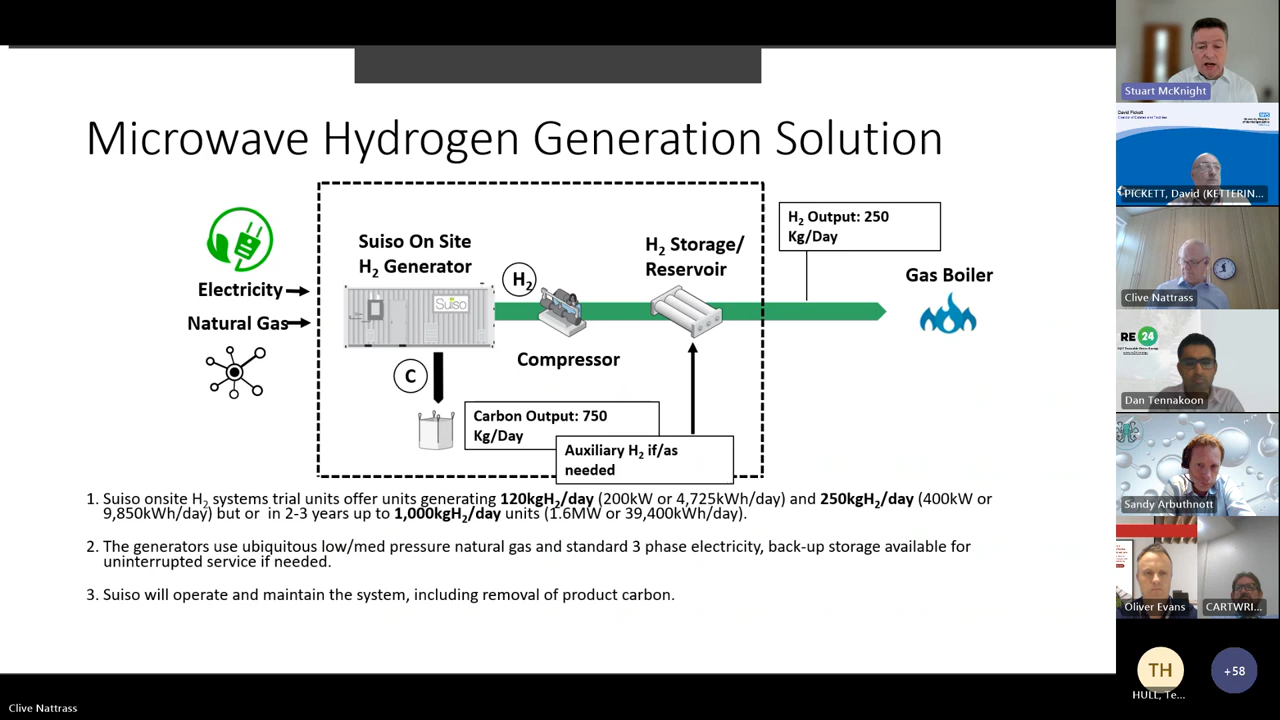 Microwave Hydrogen Generation Solution
Electricity
Natural Gas
Suiso On Site
H₂ Generator
Suiso
H₂
Compressor
H₂ Storage/
Reservoir
H₂ Output: 250
Kg/Day
Gas Boiler
C
Carbon Output: 750
Kg/Day
Auxiliary H₂ if/as
needed
1. Suiso onsite H₂ systems trial units offer units generating 120kgH₂/day (200kW or 4,725kWh/day) and 250kgH₂/day (400kW or
9,850kWh/day) but or in 2-3 years up to 1,000kgH₂/day units (1.6MW or 39,400kWh/day).
2. The generators use ubiquitous low/med pressure natural gas and standard 3 phase electricity, back-up storage available for
uninterrupted service if needed.
3. Suiso will operate and maintain the system, including removal of product carbon.
Stuart McKnight
David Pickett
NHS
PICKETT, David (KETTERIN...
Clive Nattrass
RE 24
Dan Tennakoon
Sandy Arbuthnott
Oliver Evans
CARTWRI...
TH
HULL, Te...
+58
Clive Nattrass